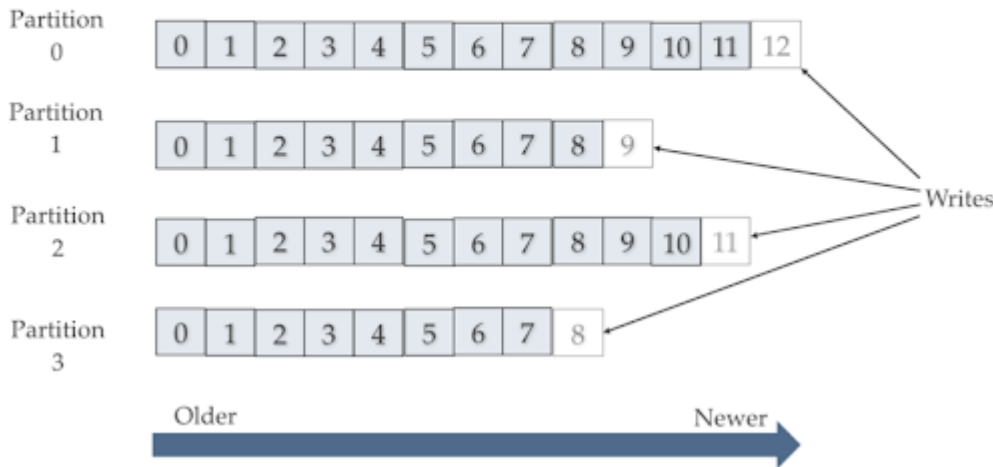 Partition
0
0 1 2 3 4 5 6 7 8 9 10 11 12
Partition
1
0 1 2 3 4 5 6 7 8 9
Writes
Partition
2
0 1 2 3 4 5 6 7 8 9 10 11
Partition
3
0 1 2 3 4 5 6 7 8
Older Newer